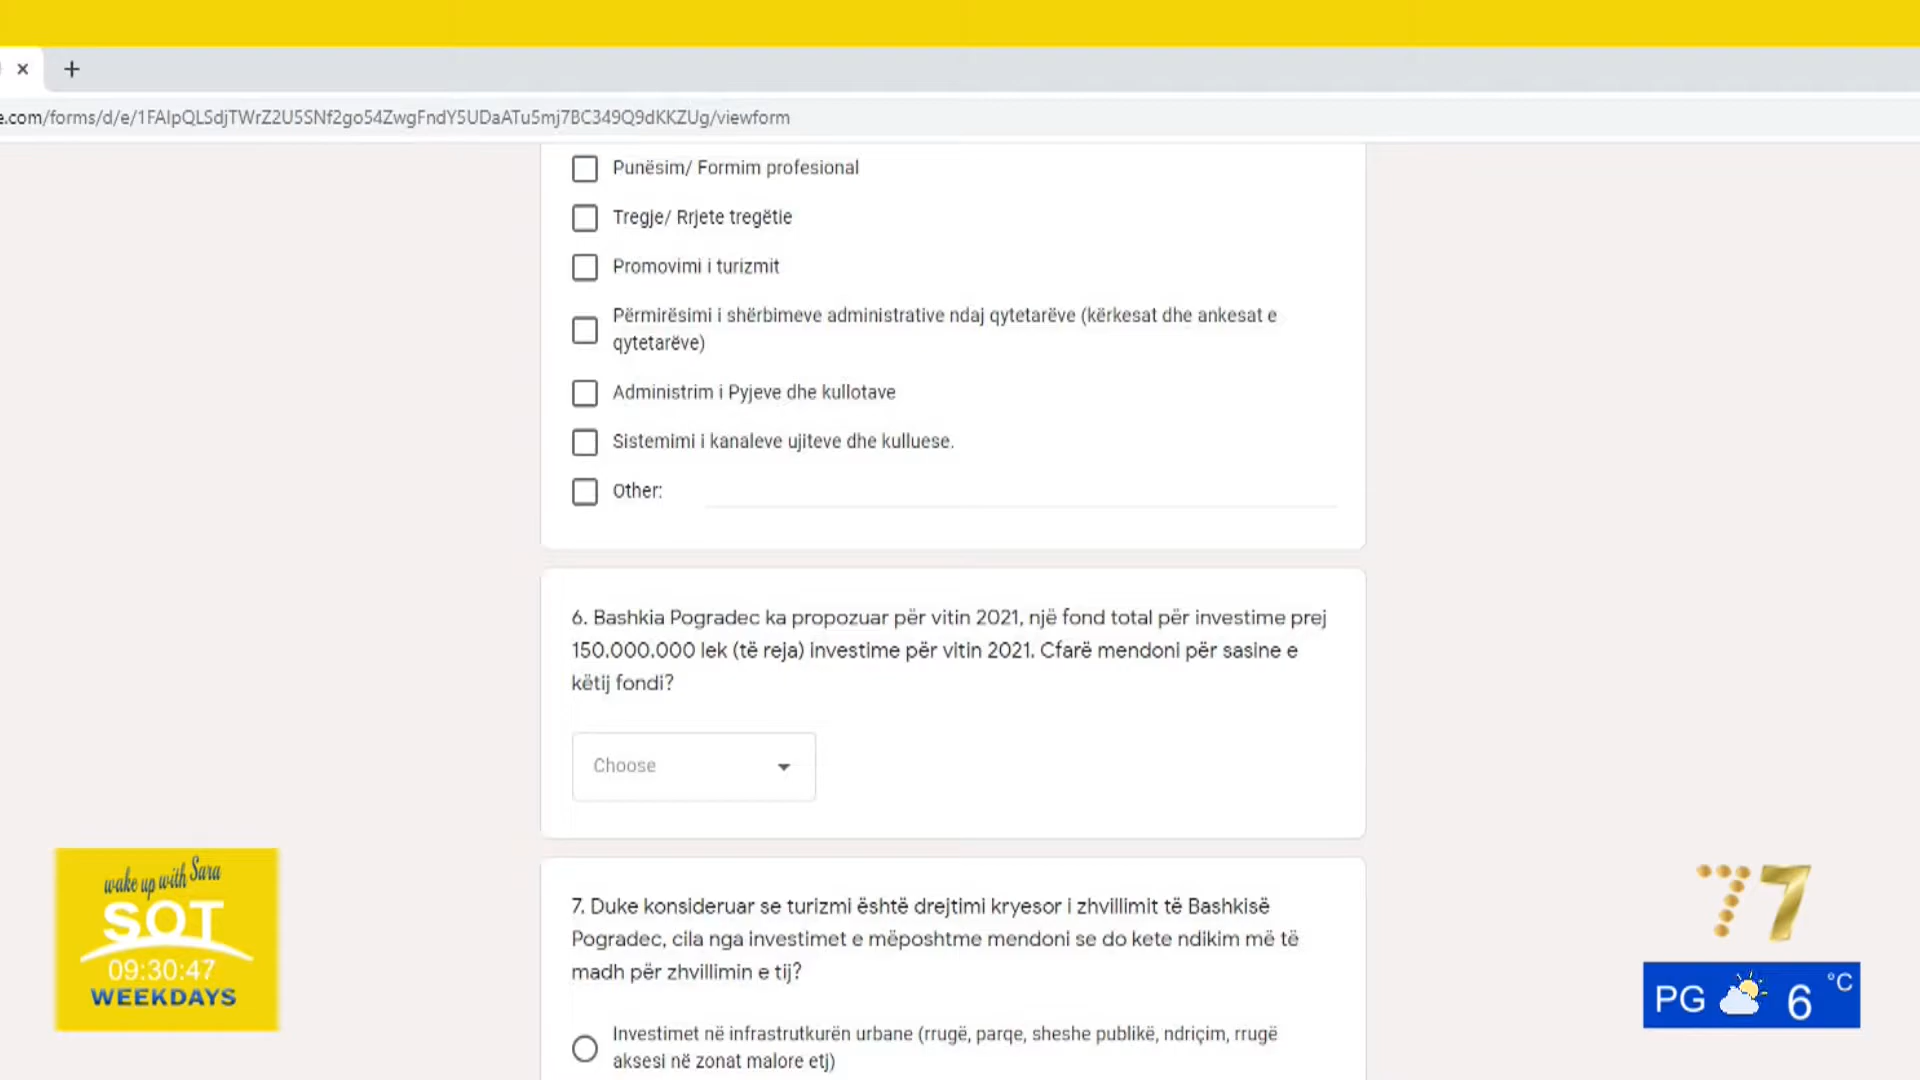 e.com/forms/d/e/1FAIpQLSdjTWrZ2U5SNf2go54ZwgFndY5UDaATu5mj7BC349Q9dKKZUg/viewform
Punësim/ Formim profesional
Tregje/ Rrjete tregëtie
Promovimi i turizmit
Përmirësimi i shërbimeve administrative ndaj qytetarëve (kërkesat dhe ankesat e
qytetarëve)
Administrim i Pyjeve dhe kullotave
Sistemimi i kanaleve ujiteve dhe kulluese.
Other:
6. Bashkia Pogradec ka propozuar për vitin 2021, një fond total për investime prej
150.000.000 lek (të reja) investime për vitin 2021. Cfarë mendoni për sasine e
këtij fondi?
Choose
7. Duke konsideruar se turizmi është drejtimi kryesor i zhvillimit të Bashkisë
Pogradec, cila nga investimet e mëposhtme mendoni se do kete ndikim më të
madh për zhvillimin e tij?
Investimet në infrastrutkurën urbane (rrugë, parqe, sheshe publikë, ndriçim, rrugë
aksesi në zonat malore etj)
wake up with Sara
SOT
09:30:47
WEEKDAYS
77
PG 6 °C